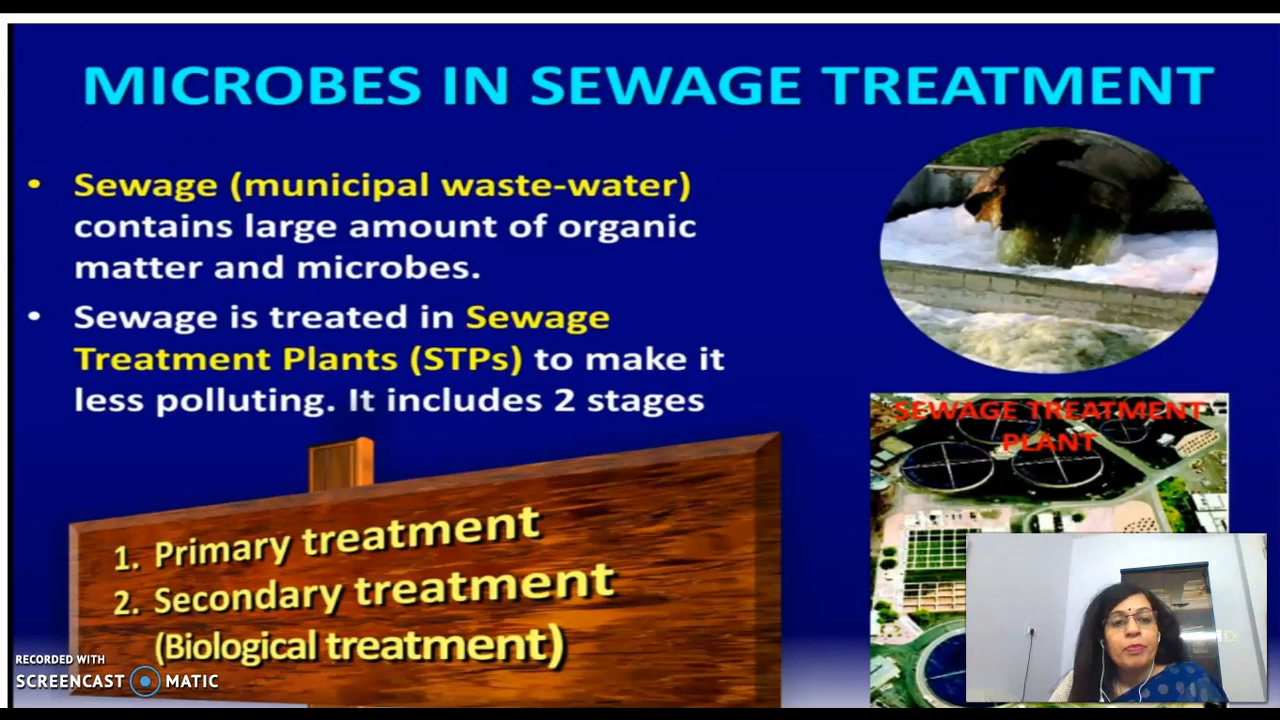 MICROBES IN SEWAGE TREATMENT
• Sewage (municipal waste-water)
contains large amount of organic
matter and microbes.
• Sewage is treated in Sewage
Treatment Plants (STPs) to make it
less polluting. It includes 2 stages
SEWAGE TREATMENT
PLANT
1. Primary treatment
2. Secondary treatment
(Biological treatment)
RECORDED WITH
SCREENCAST MATIC